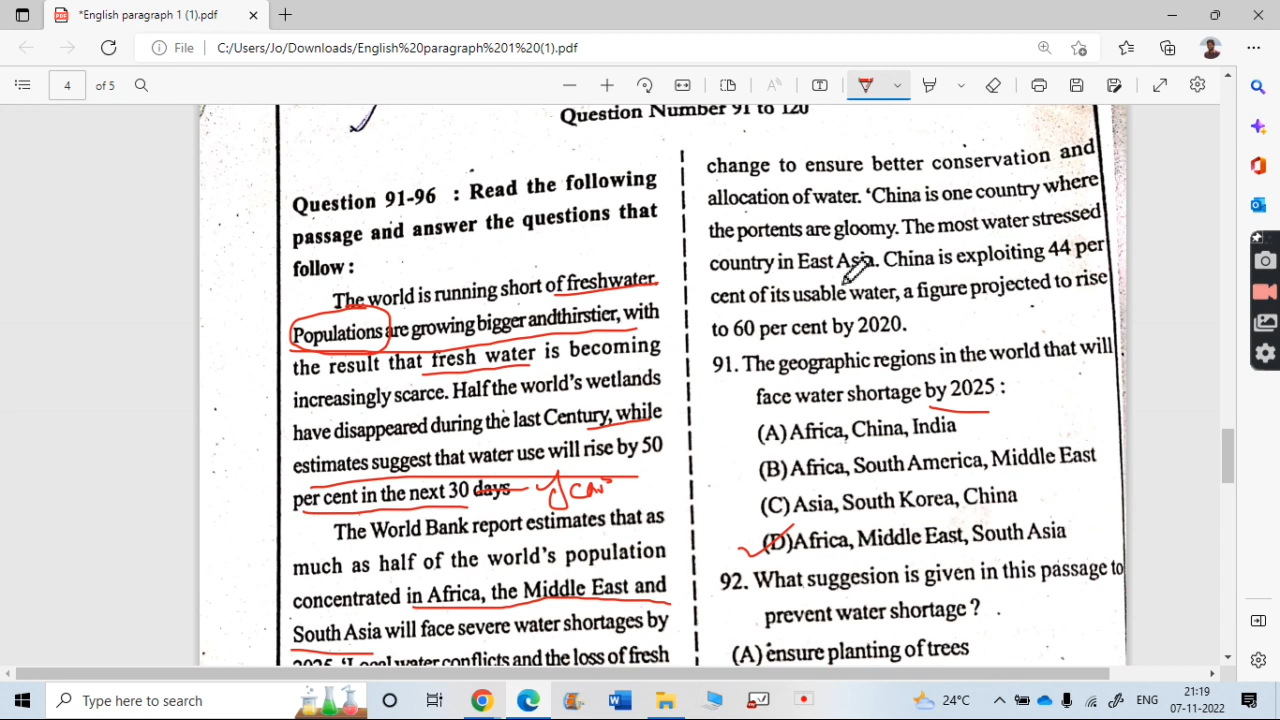 *English paragraph 1 (1).pdf
File
C:/Users/Jo/Downloads/English%20paragraph%201%20(1).pdf
4
of 5
Question Number 91 to 120
Question 91-96 : Read the following
passage and answer the questions that
follow :
The world is running short of freshwater.
Populations are growing bigger andthirstier, with
the result that fresh water is becoming
increasingly scarce. Half the world's wetlands
have disappeared during the last Century, while
estimates suggest that water use will rise by 50
per cent in the next 30 days
The World Bank report estimates that as
much as half of the world's population
concentrated in Africa, the Middle East and
South Asia will face severe water shortages by
2025. 'Local water conflicts and the loss of fresh
change to ensure better conservation and
allocation of water. 'China is one country where
the portents are gloomy. The most water stressed
country in East Asia. China is exploiting 44 per
cent of its usable water, a figure projected to rise
to 60 per cent by 2020.
91. The geographic regions in the world that will
face water shortage by 2025 :
(A) Africa, China, India
(B) Africa, South America, Middle East
(C) Asia, South Korea, China
(D)Africa, Middle East, South Asia
92. What suggesion is given in this passage to
prevent water shortage ?
(A) ensure planting of trees
Type here to search
24°C
ENG
21:19
07-11-2022